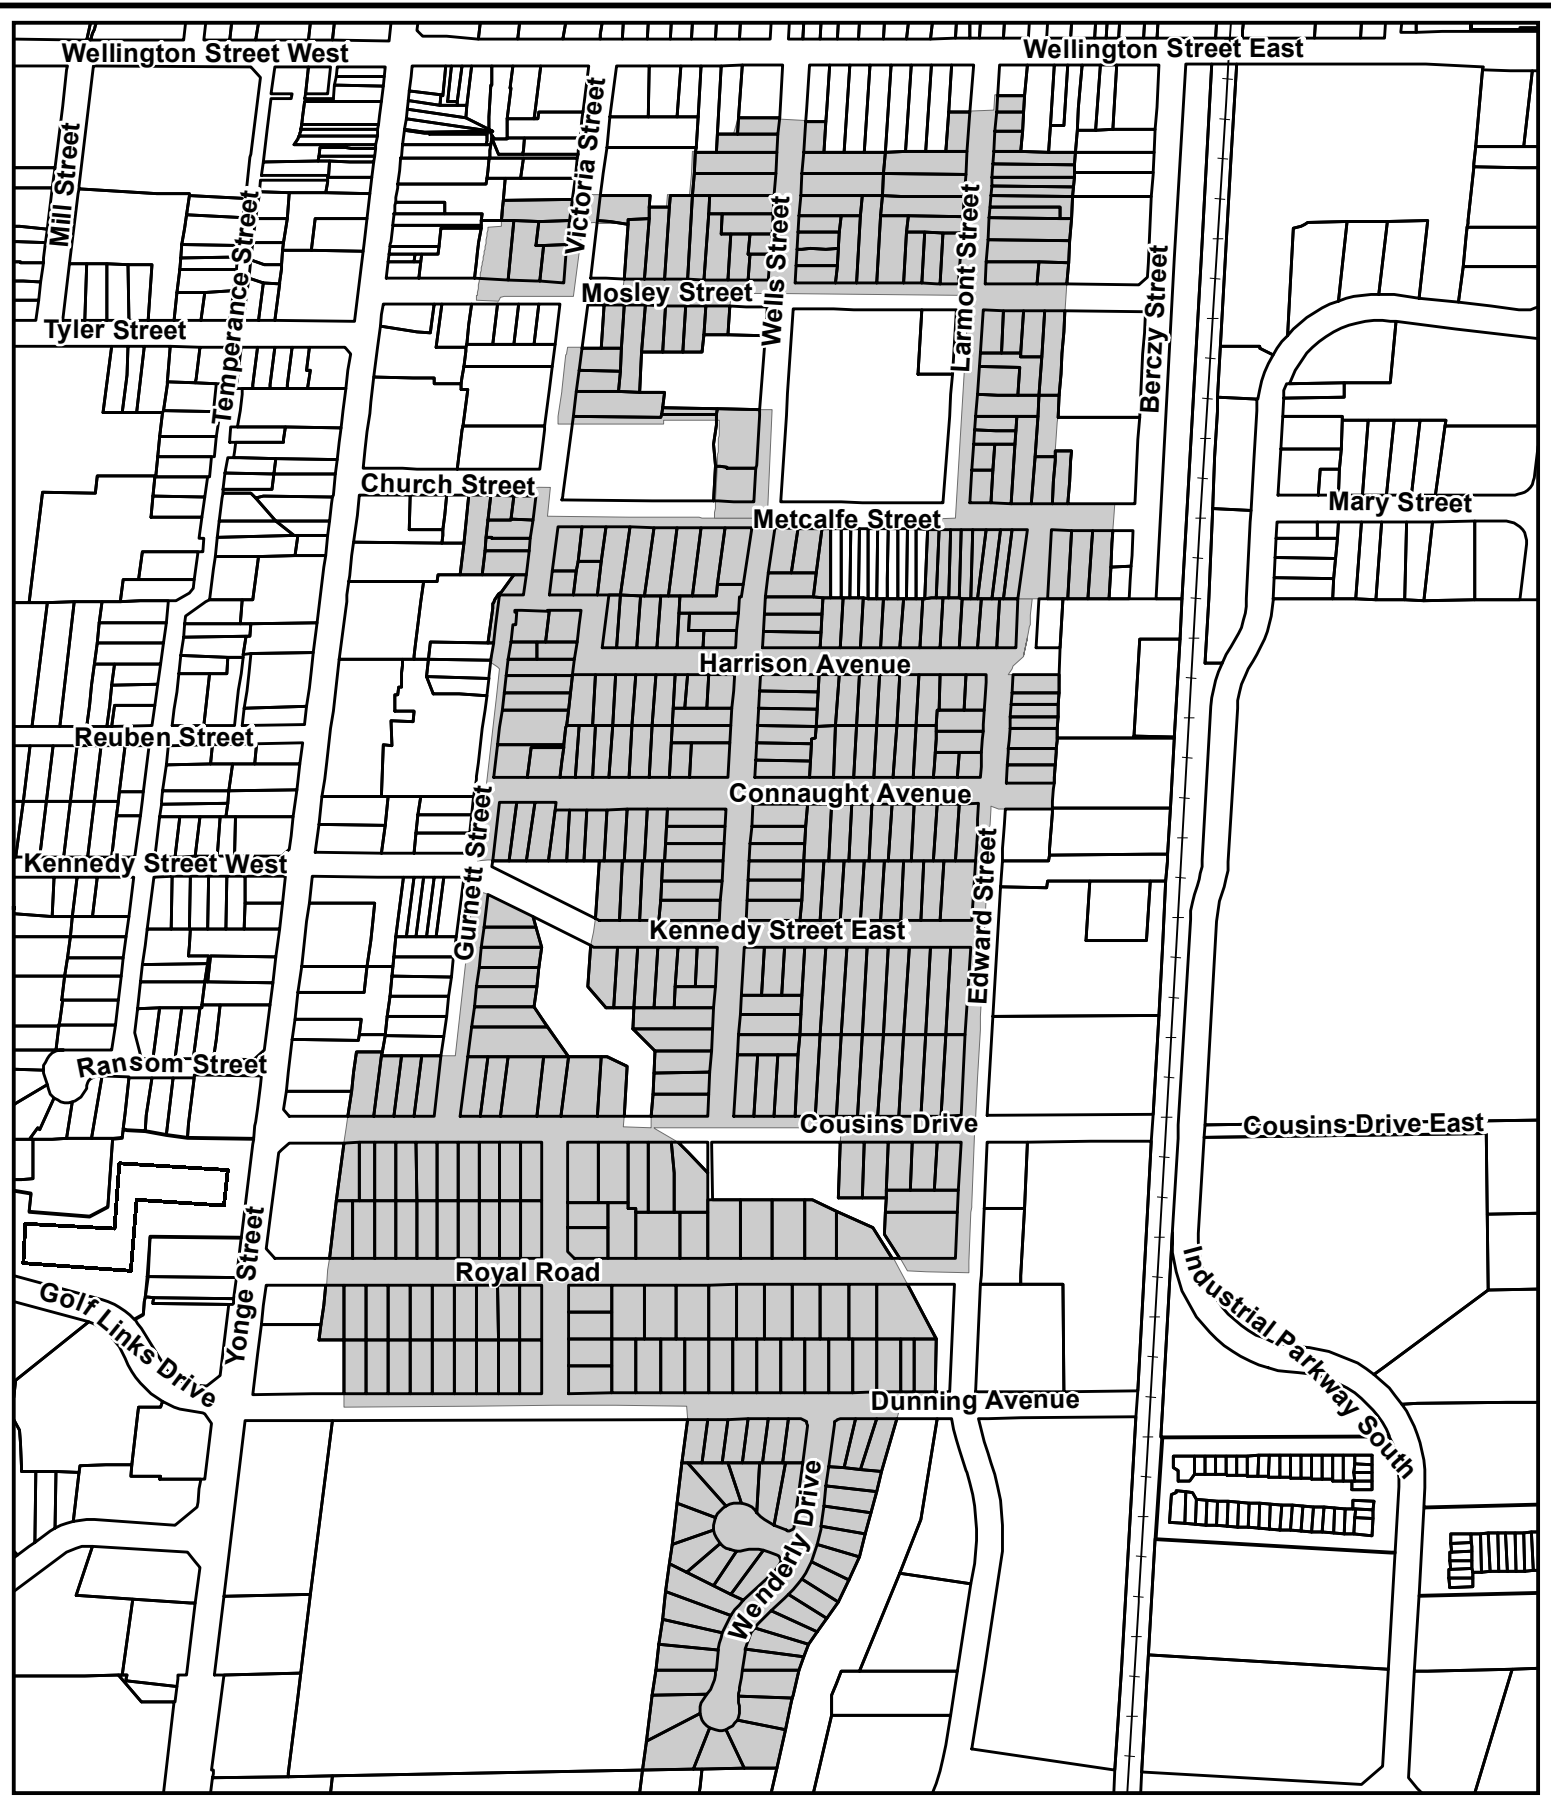 Wellington Street West
Wellington Street East
Victoria Street
Mill Street
Temperance Street
Wells Street
Larmont Street
Berczy Street
Mosley Street
Tyler Street
Church Street
Mary Street
Metcalfe Street
Harrison Avenue
Reuben Street
Connaught Avenue
Gurnett Street
Edward Street
Kennedy Street West
Kennedy Street East
Ransom Street
Cousins Drive
Cousins Drive East
Yonge Street
Royal Road
Golf Links Drive
Industrial Parkway South
Dunning Avenue
Wenderly Drive